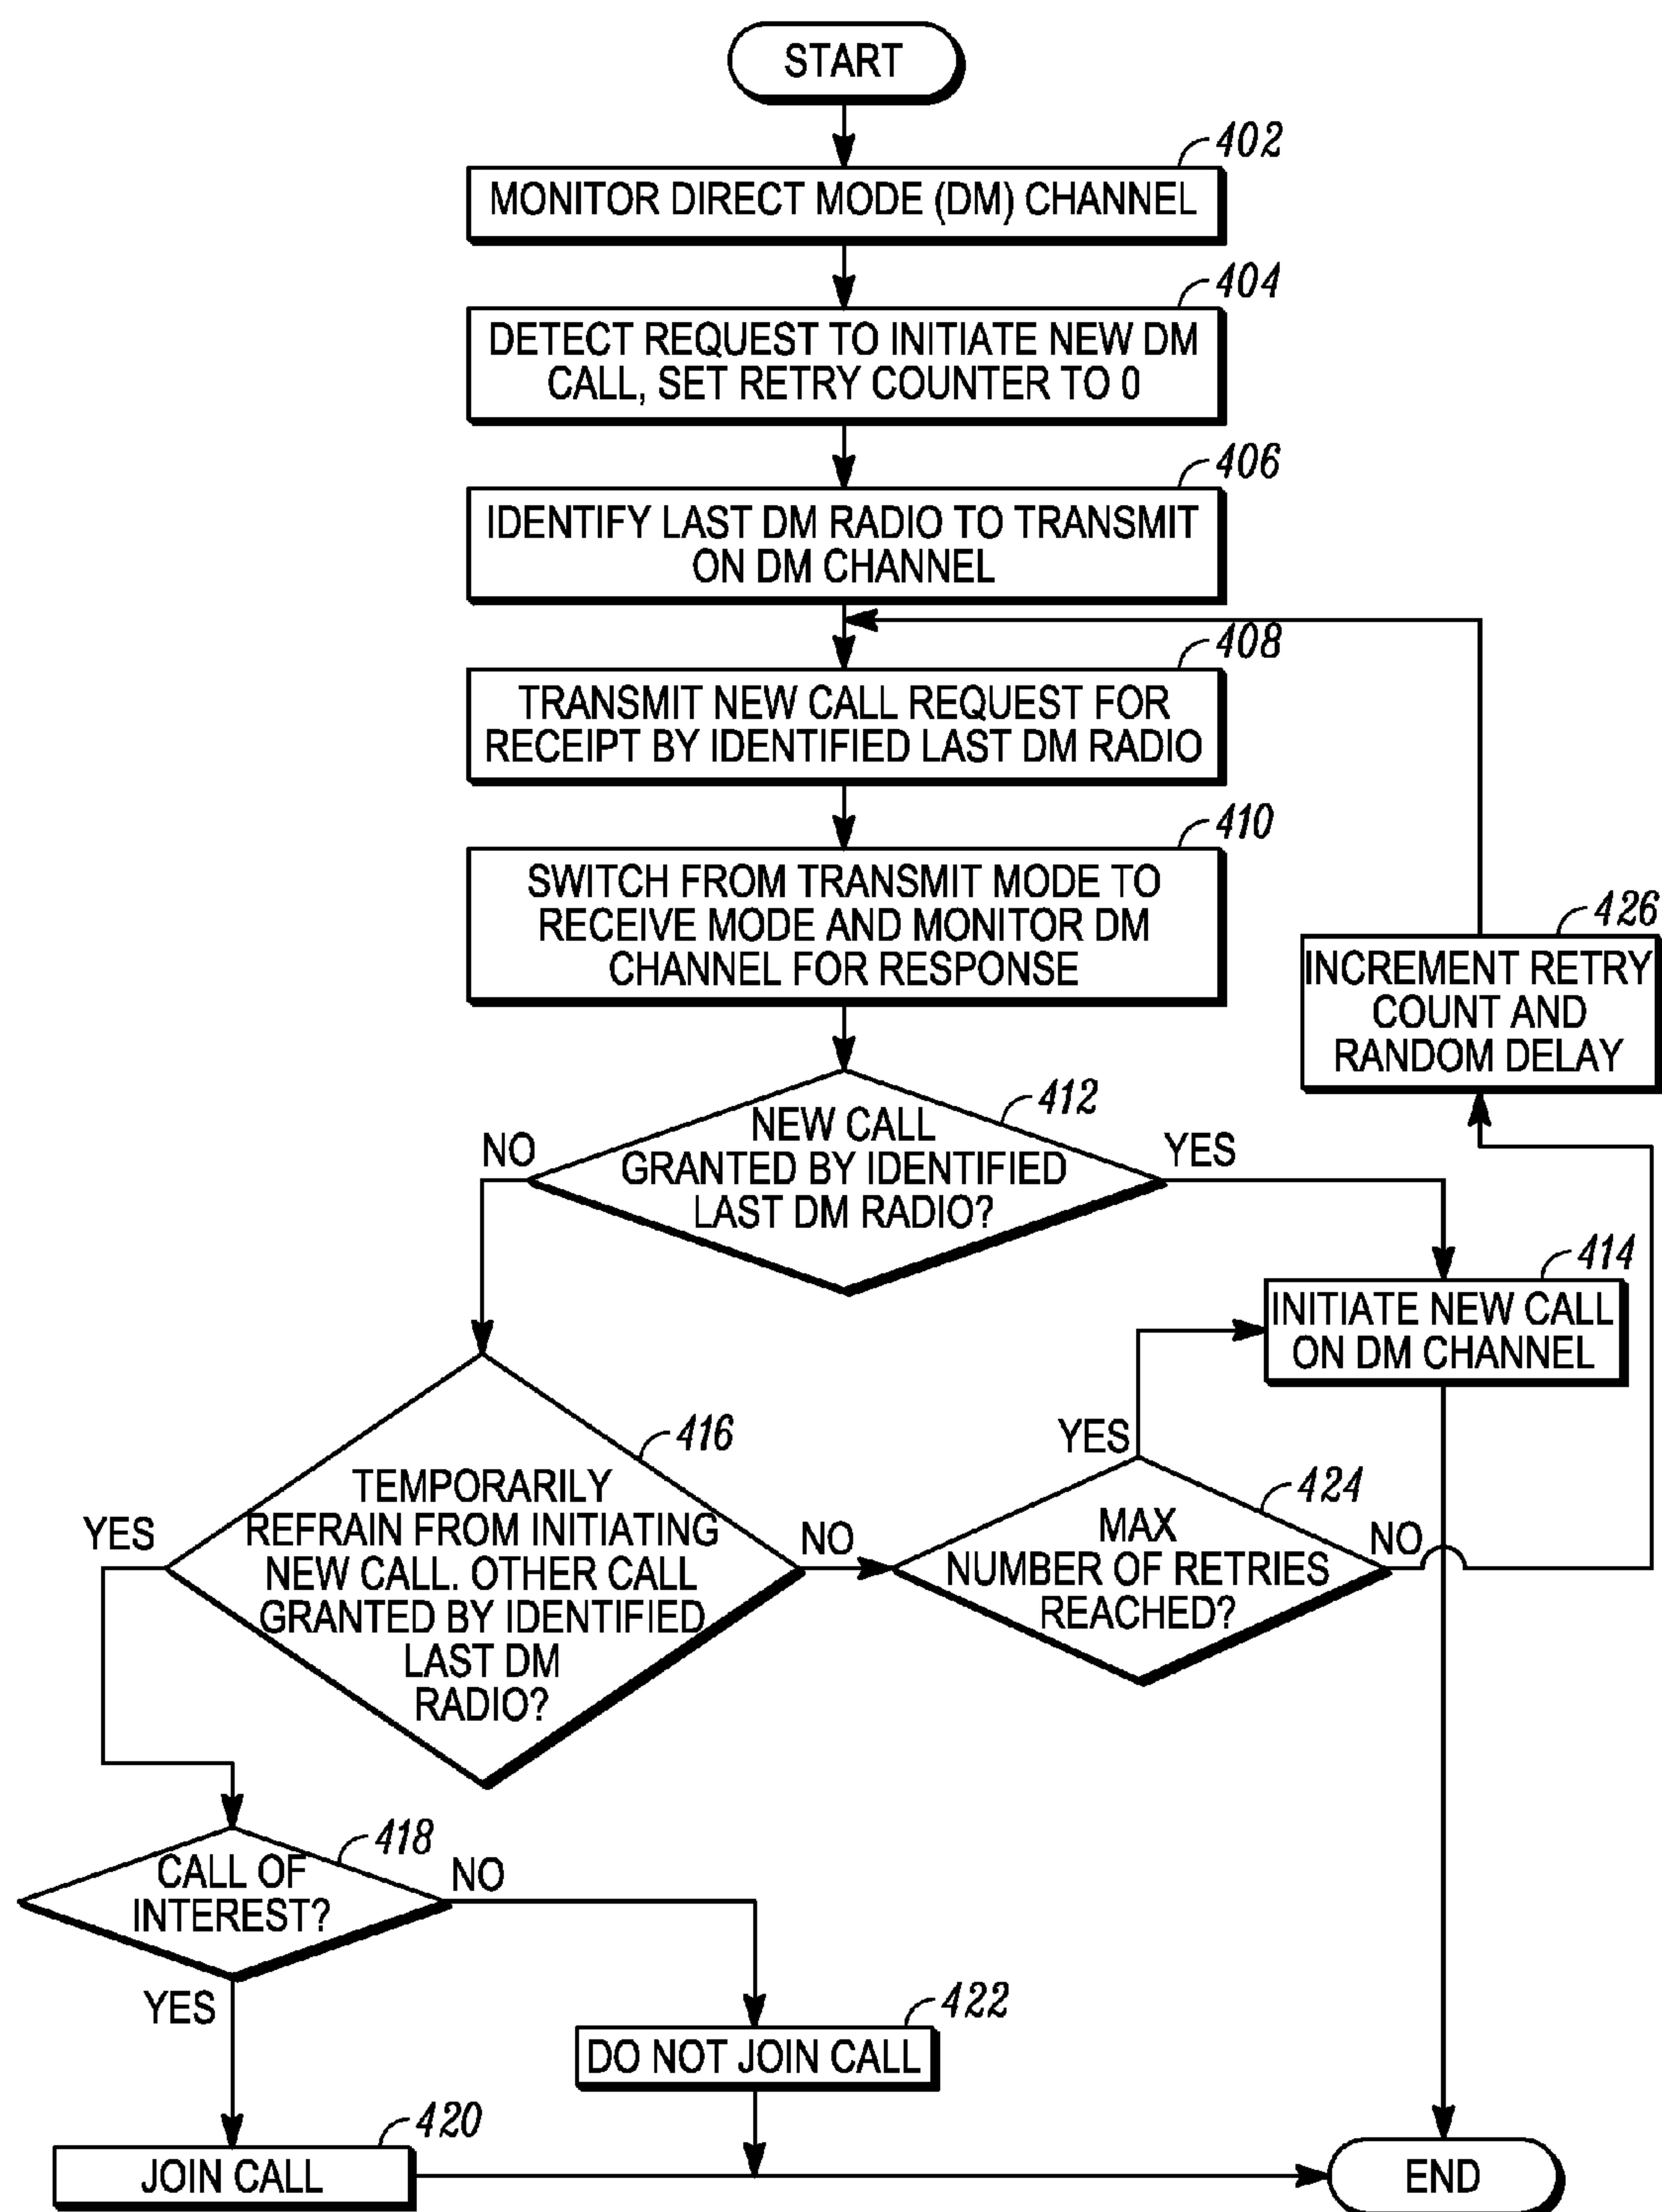 START
402
MONITOR DIRECT MODE (DM) CHANNEL
404
DETECT REQUEST TO INITIATE NEW DM
CALL, SET RETRY COUNTER TO 0
406
IDENTIFY LAST DM RADIO TO TRANSMIT
ON DM CHANNEL
408
TRANSMIT NEW CALL REQUEST FOR
RECEIPT BY IDENTIFIED LAST DM RADIO
410
SWITCH FROM TRANSMIT MODE TO
RECEIVE MODE AND MONITOR DM
CHANNEL FOR RESPONSE
426
INCREMENT RETRY
COUNT AND
RANDOM DELAY
412
NEW CALL
GRANTED BY IDENTIFIED
LAST DM RADIO?
NO
YES
414
INITIATE NEW CALL
ON DM CHANNEL
416
TEMPORARILY
REFRAIN FROM INITIATING
NEW CALL. OTHER CALL
GRANTED BY IDENTIFIED
LAST DM
RADIO?
YES
NO
424
MAX
NUMBER OF RETRIES
REACHED?
YES
NO
418
CALL OF
INTEREST?
NO
YES
422
DO NOT JOIN CALL
420
JOIN CALL
END